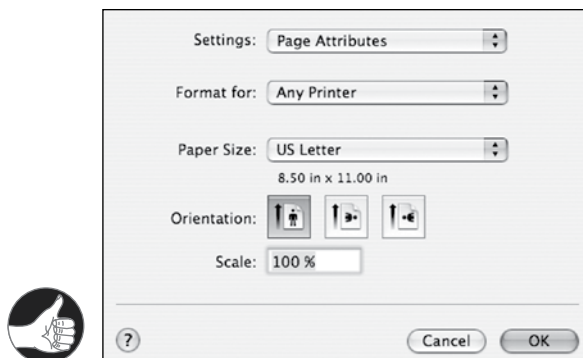 Settings: Page Attributes
Format for: Any Printer
Paper Size: US Letter
8.50 in x 11.00 in
Orientation:
Scale: 100 %
? Cancel OK